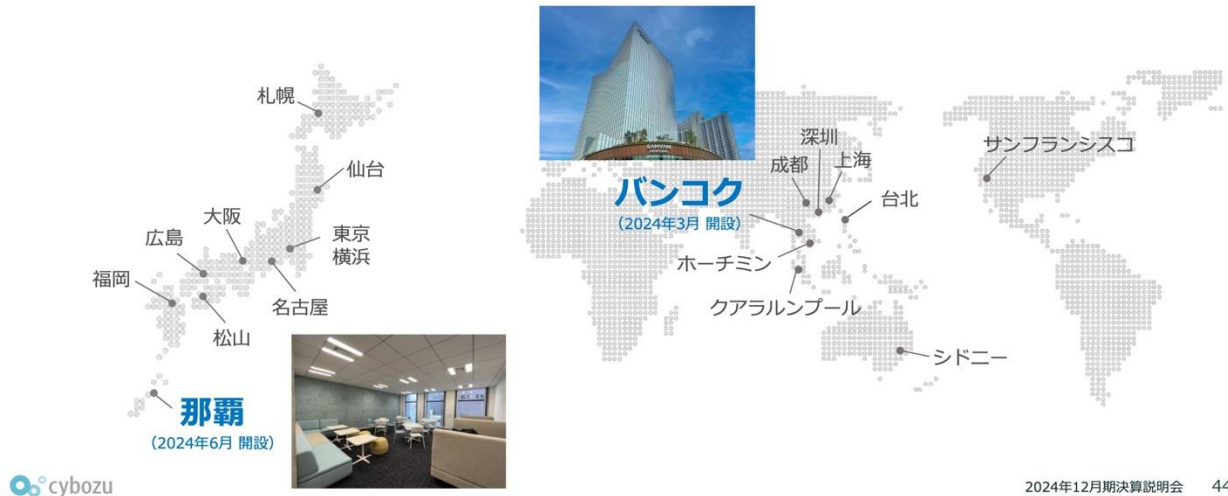 札幌
仙台
大阪
広島
福岡
東京
横浜
名古屋
松山
那覇
(2024年6月 開設)
SAMYAN
バンコク
(2024年3月 開設)
深圳
成都
上海
台北
ホーチミン
クアラルンプール
シドニー
サンフランシスコ
cybozu
2024年12月期決算説明会 44